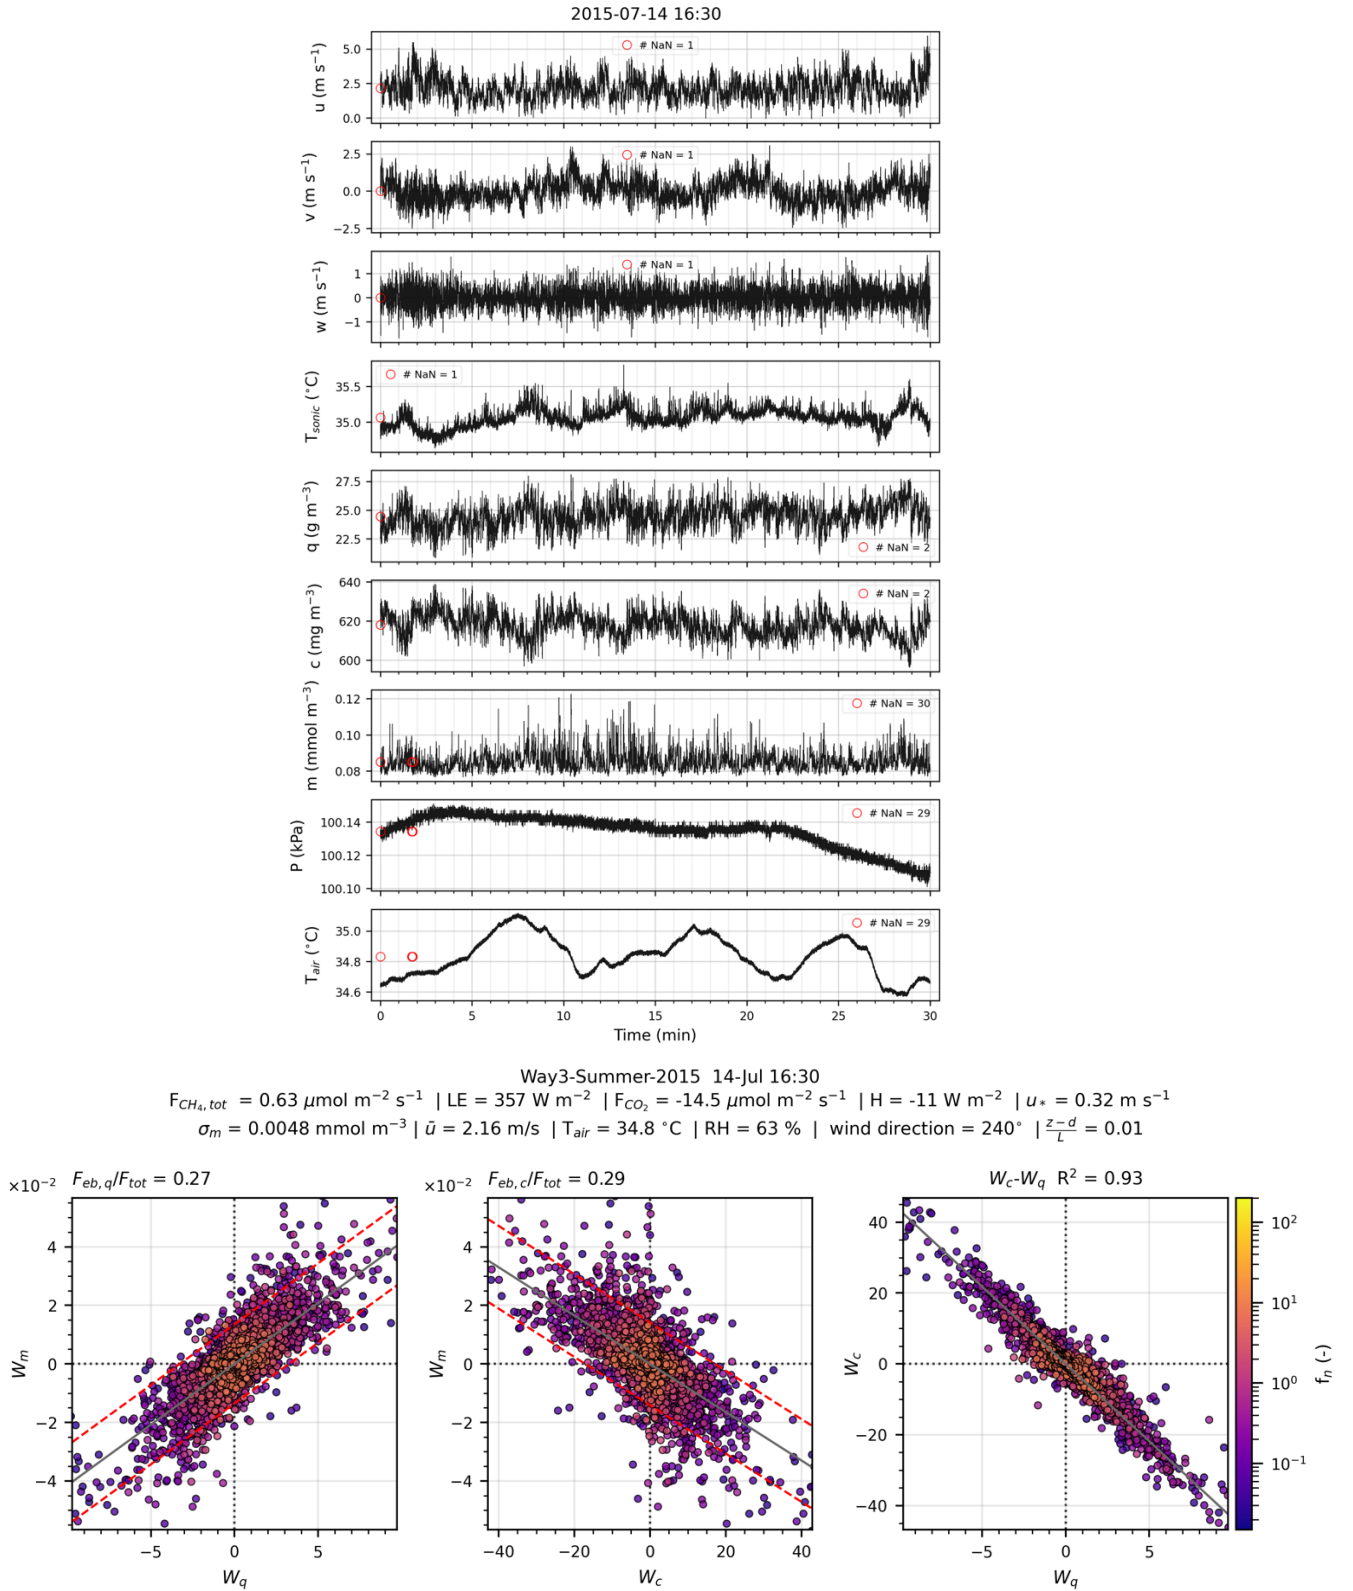 2015-07-14 16:30
u (m s⁻¹)
5.0
2.5
0.0
# NaN = 1
v (m s⁻¹)
2.5
0.0
−2.5
# NaN = 1
w (m s⁻¹)
1
0
−1
# NaN = 1
T_sonic (°C)
35.5
35.0
# NaN = 1
q (g m⁻³)
27.5
25.0
22.5
# NaN = 2
c (mg m⁻³)
640
620
600
# NaN = 2
m (mmol m⁻³)
0.12
0.10
0.08
# NaN = 30
P (kPa)
100.14
100.12
100.10
# NaN = 29
T_air (°C)
35.0
34.8
34.6
# NaN = 29
0 5 10 15 20 25 30
Time (min)
Way3-Summer-2015 14-Jul 16:30
F_CH₄,tot = 0.63 μmol m⁻² s⁻¹ | LE = 357 W m⁻² | F_CO₂ = -14.5 μmol m⁻² s⁻¹ | H = -11 W m⁻² | u* = 0.32 m s⁻¹
σ_m = 0.0048 mmol m⁻³ | ū = 2.16 m/s | T_air = 34.8 °C | RH = 63 % | wind direction = 240° | (z−d)/L = 0.01
×10⁻²
F_eb,q/F_tot = 0.27
W_m
4
2
0
−2
−4
−5 0 5
W_q
×10⁻²
F_eb,c/F_tot = 0.29
W_m
4
2
0
−2
−4
−40 −20 0 20 40
W_c
W_c-W_q R² = 0.93
W_c
40
20
0
−20
−40
−5 0 5
W_q
10²
10¹
10⁰
10⁻¹
f_n (-)